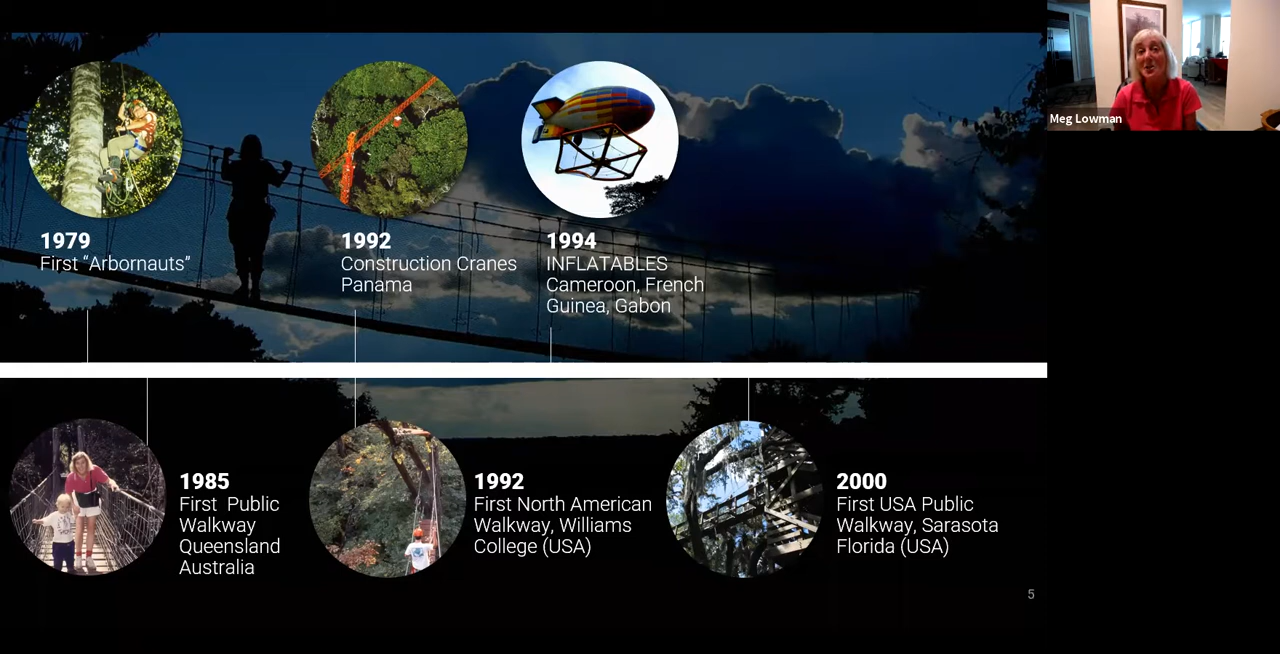 Meg Lowman
1979
First “Arbornauts”
1992
Construction Cranes
Panama
1994
INFLATABLES
Cameroon, French
Guinea, Gabon
1985
First Public
Walkway
Queensland
Australia
1992
First North American
Walkway, Williams
College (USA)
2000
First USA Public
Walkway, Sarasota
Florida (USA)
5